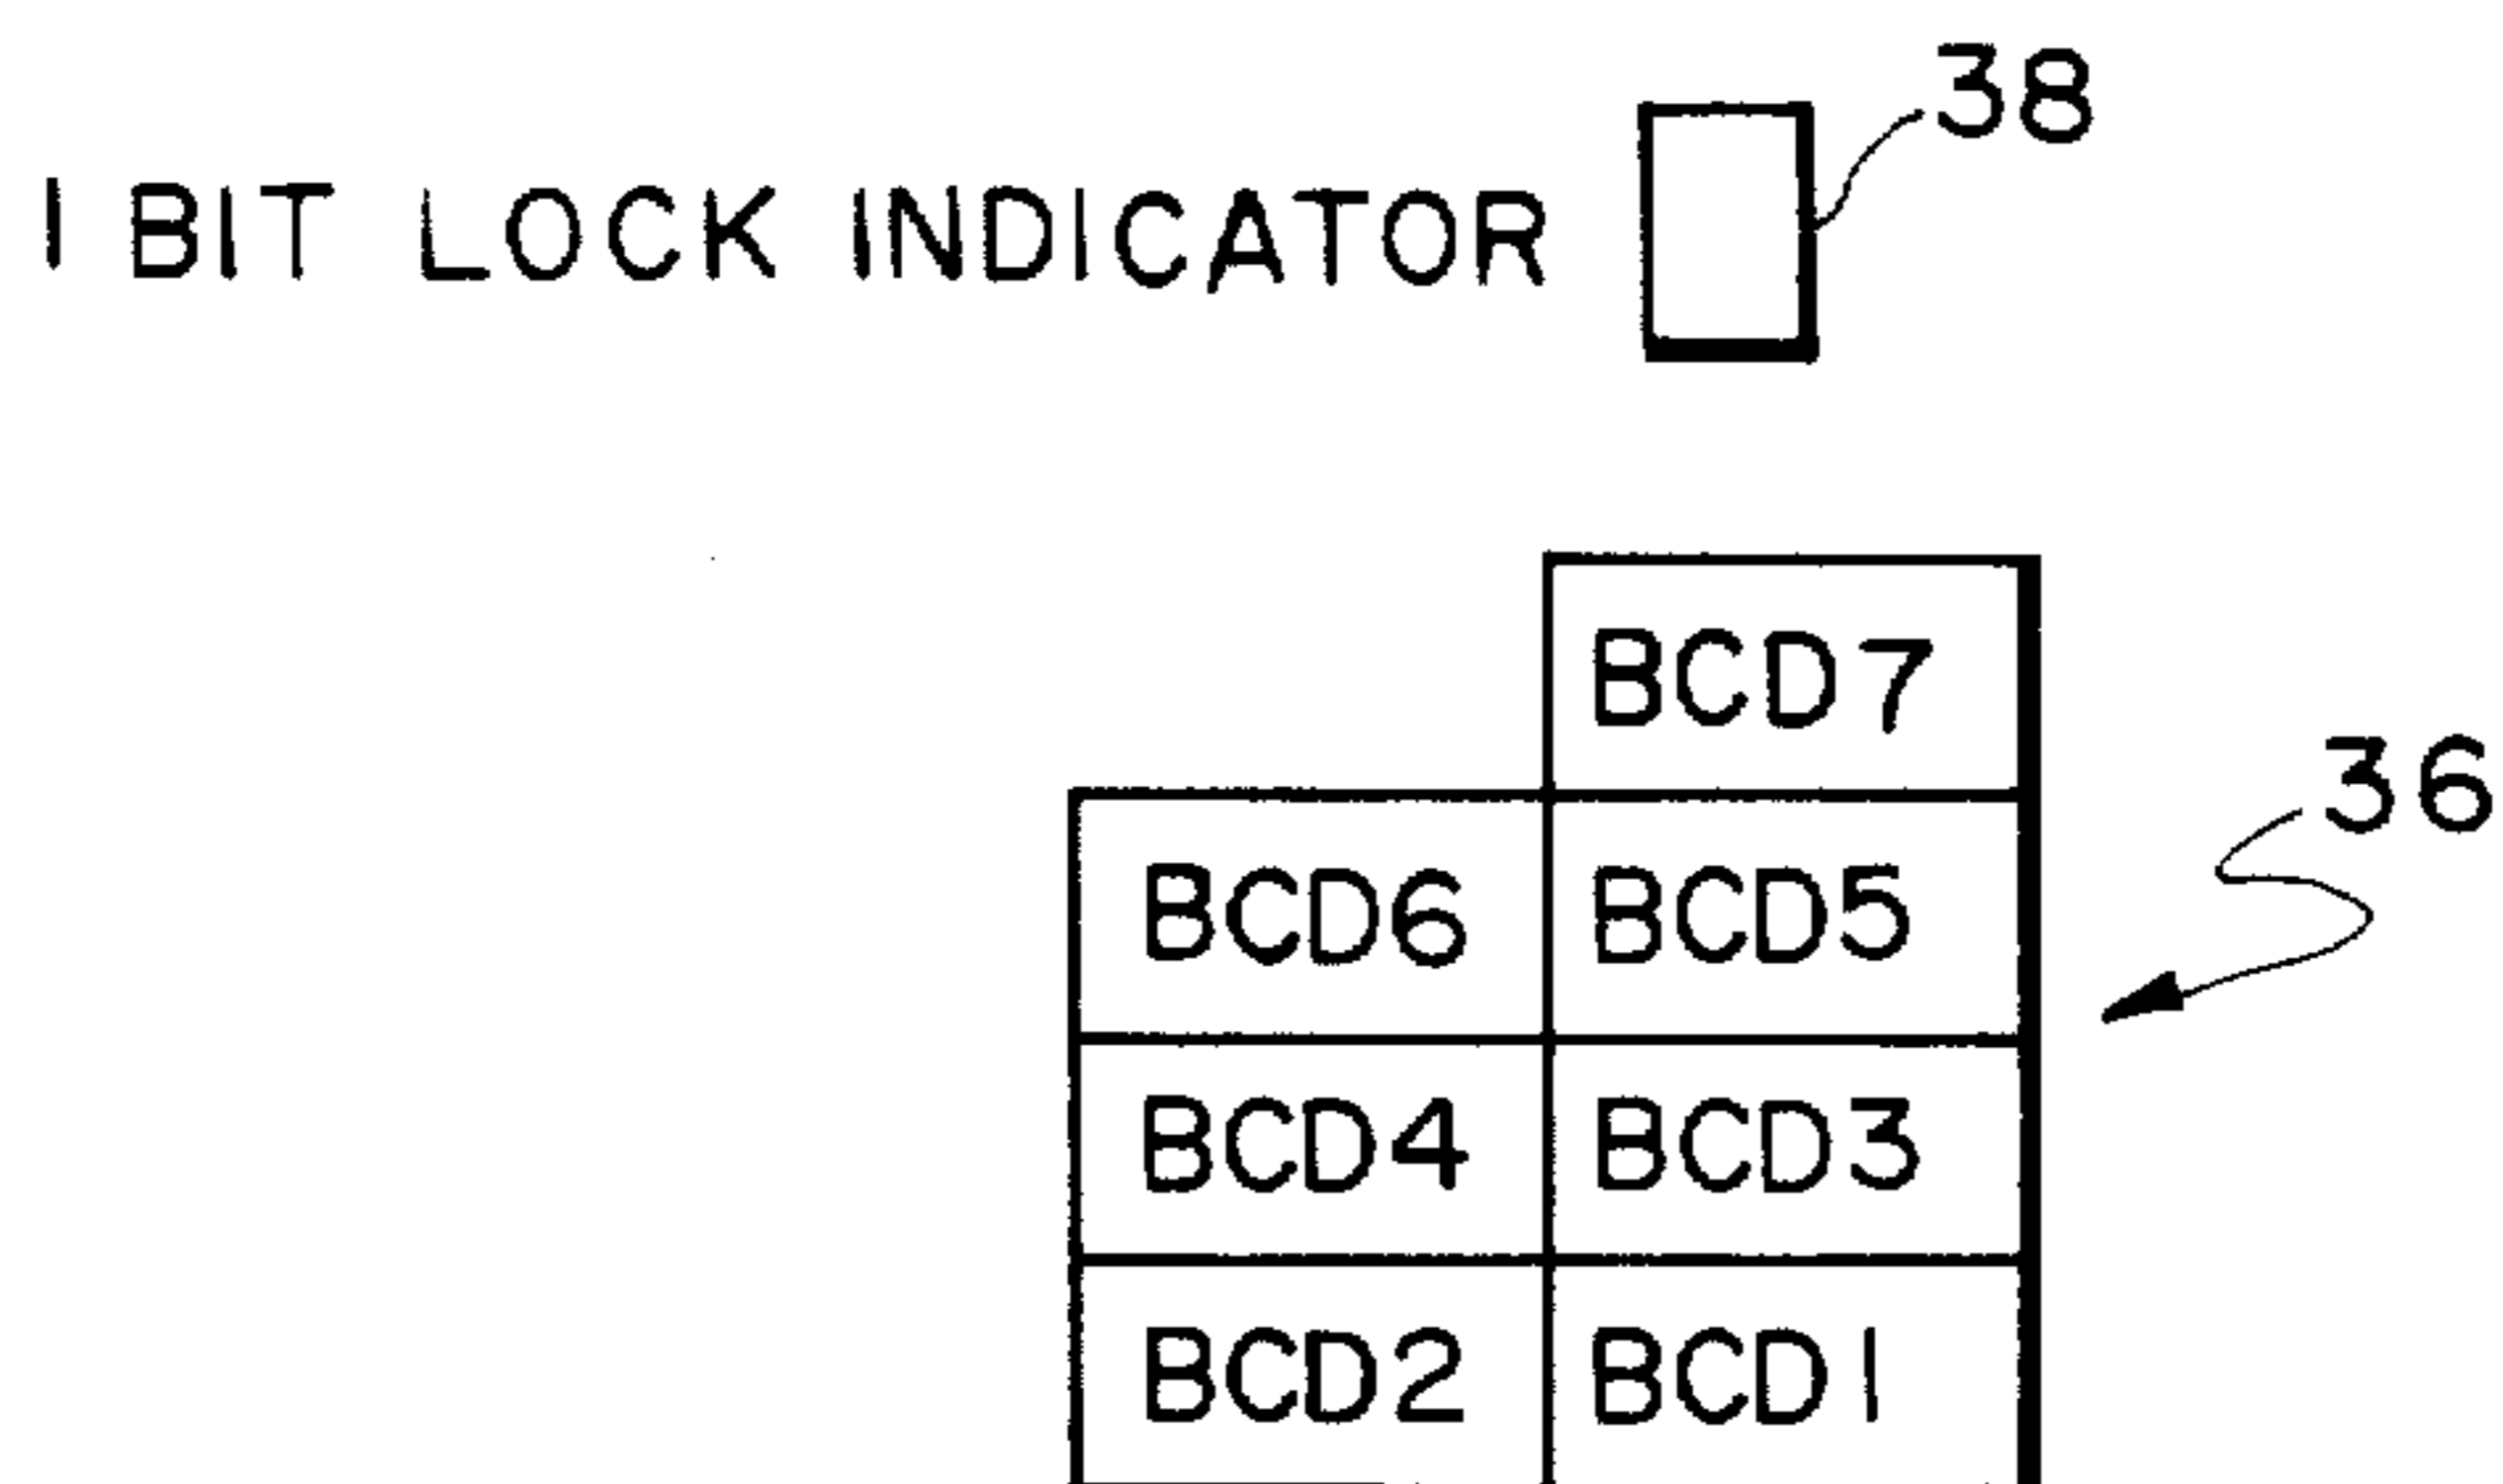 38
1 BIT LOCK INDICATOR
BCD7
36
BCD6 BCD5
BCD4 BCD3
BCD2 BCD1